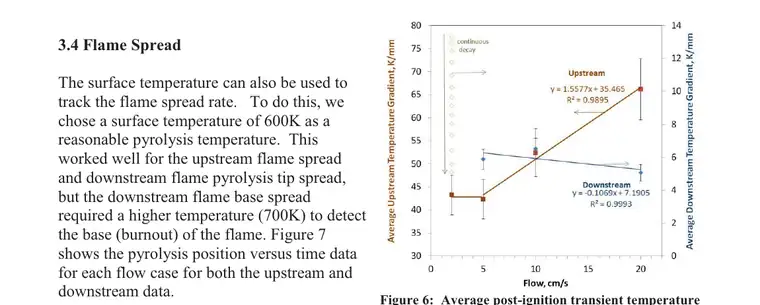 3.4 Flame Spread
The surface temperature can also be used to
track the flame spread rate. To do this, we
chose a surface temperature of 600K as a
reasonable pyrolysis temperature. This
worked well for the upstream flame spread
and downstream flame pyrolysis tip spread,
but the downstream flame base spread
required a higher temperature (700K) to detect
the base (burnout) of the flame. Figure 7
shows the pyrolysis position versus time data
for each flow case for both the upstream and
downstream data.
Average Upstream Temperature Gradient, K/mm
80
75
70
65
60
55
50
45
40
35
30
continuous
decay
Upstream
y = 1.5577x + 35.465
R² = 0.9895
Downstream
y = -0.1069x + 7.1905
R² = 0.9993
14
12
10
8
6
4
2
0
Average Downstream Temperature Gradient, K/mm
0
5
10
15
20
Flow, cm/s
Figure 6: Average post-ignition transient temperature